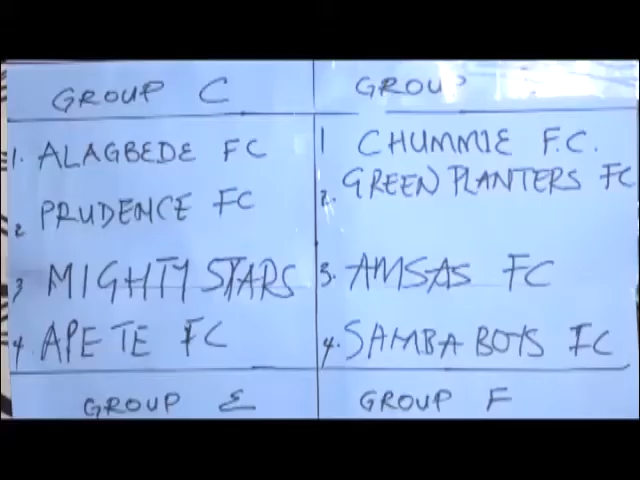 GROUP C
1. ALAGBEDE FC
2 PRUDENCE FC
3 MIGHTY STARS
4. APETE FC
GROUP
1 CHUMMIE F.C.
2. GREEN PLANTERS FC
3. AMSAS FC
4. SAMBA BOYS FC
GROUP E
GROUP F